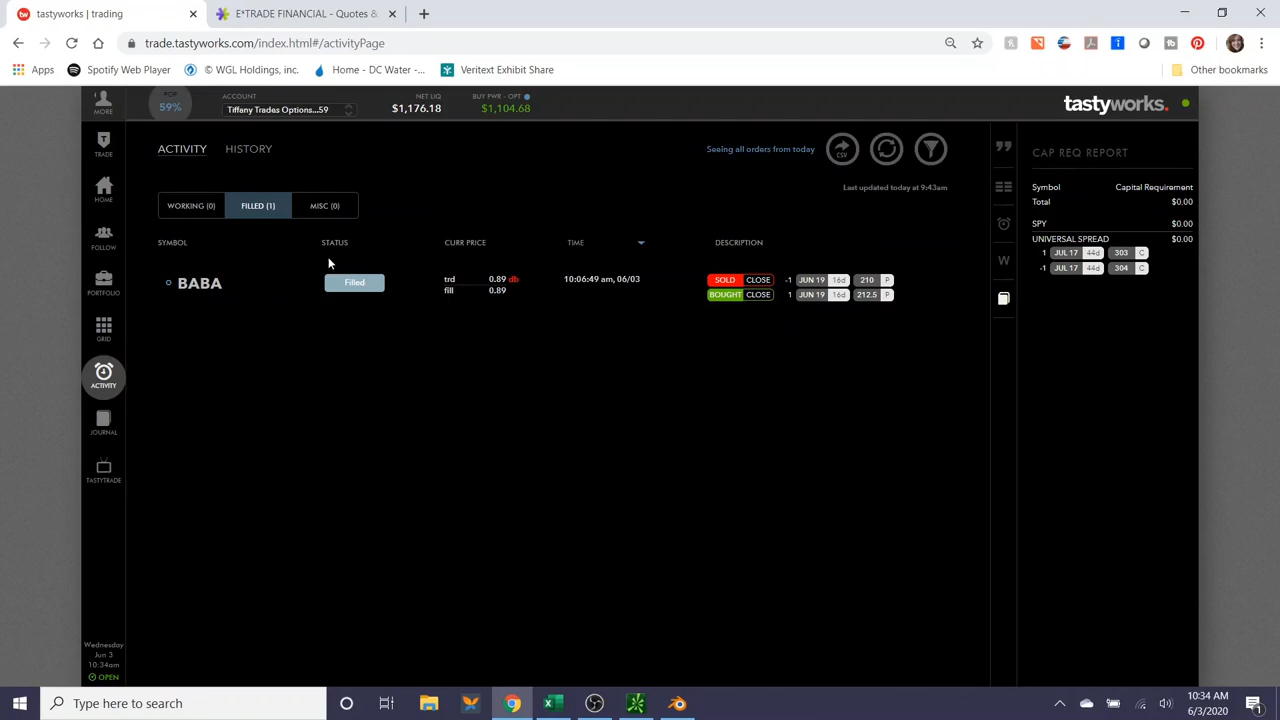 tastyworks | trading
E*TRADE FINANCIAL - Quotes &
trade.tastyworks.com/index.html#/activityPage
Apps Spotify Web Player © WGL Holdings, inc. Home - DC Water -... Veritext Exhibit Share Other bookmarks
MORE
POP
59%
ACCOUNT
Tiffany Trades Options...59
NET LIQ
$1,176.18
BUY PWR - OPT
$1,104.68
tastyworks.
TRADE
HOME
FOLLOW
PORTFOLIO
GRID
ACTIVITY
JOURNAL
TASTYTRADE
ACTIVITY HISTORY
Seeing all orders from today
CSV
Last updated today at 9:43am
WORKING (0) FILLED (1) MISC (0)
SYMBOL STATUS CURR PRICE TIME DESCRIPTION
BABA Filled
trd 0.89 db
fill 0.89
10:06:49 am, 06/03
SOLD CLOSE -1 JUN 19 16d 210 P
BOUGHT CLOSE 1 JUN 19 16d 212.5 P
W
CAP REQ REPORT
Symbol Capital Requirement
Total $0.00
SPY $0.00
UNIVERSAL SPREAD $0.00
1 JUL 17 44d 303 C
-1 JUL 17 44d 304 C
Wednesday
Jun 3
10:34am
OPEN
Type here to search
10:34 AM
6/3/2020
1